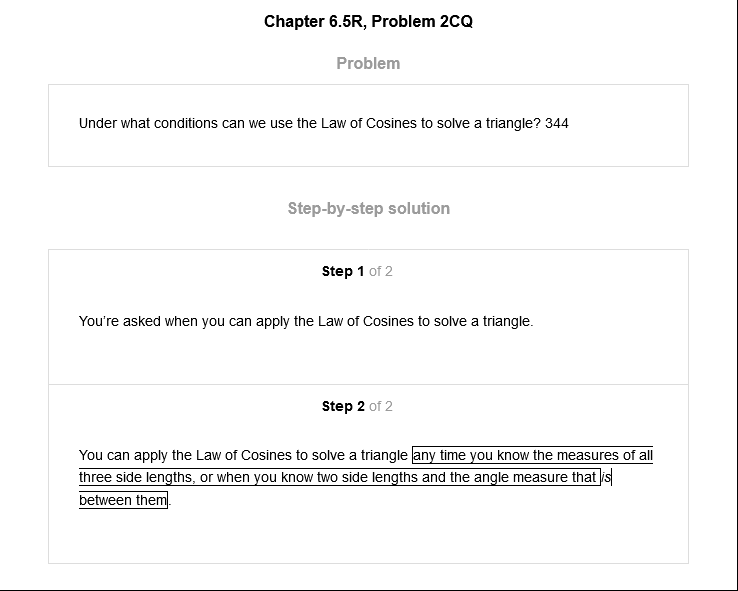 Chapter 6.5R, Problem 2CQ
Problem
Under what conditions can we use the Law of Cosines to solve a triangle? 344
Step-by-step solution
Step 1 of 2
You’re asked when you can apply the Law of Cosines to solve a triangle.
Step 2 of 2
You can apply the Law of Cosines to solve a triangle any time you know the measures of all
three side lengths, or when you know two side lengths and the angle measure that is
between them.